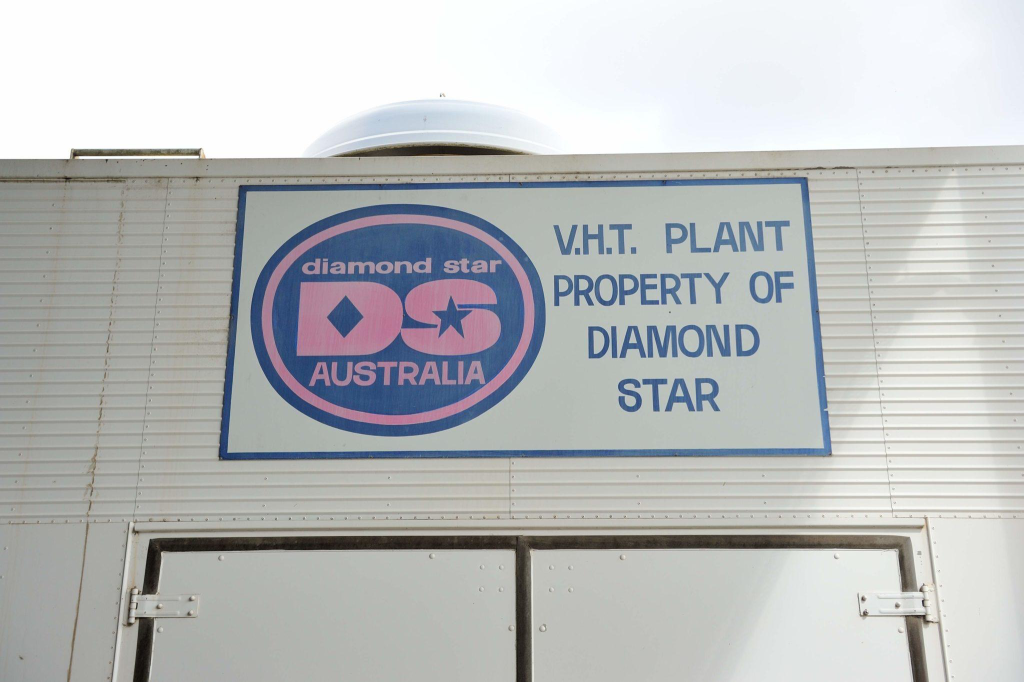 diamond star
DS
AUSTRALIA
V.H.T. PLANT
PROPERTY OF
DIAMOND
STAR